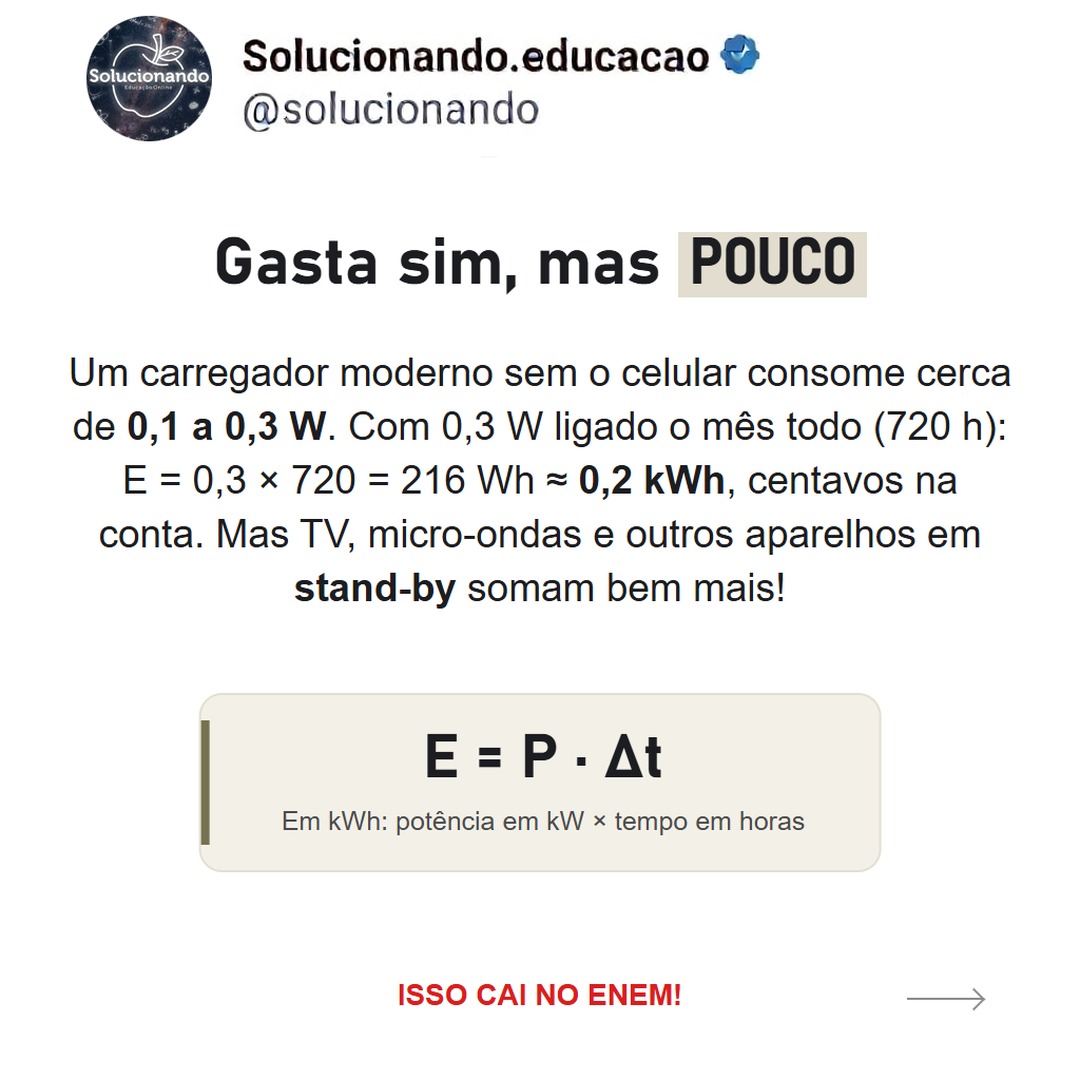 Solucionando
Educação Online
Solucionando.educacao
@solucionando
Gasta sim, mas POUCO
Um carregador moderno sem o celular consome cerca
de 0,1 a 0,3 W. Com 0,3 W ligado o mês todo (720 h):
E = 0,3 × 720 = 216 Wh ≈ 0,2 kWh, centavos na
conta. Mas TV, micro-ondas e outros aparelhos em
stand-by somam bem mais!
E = P · Δt
Em kWh: potência em kW × tempo em horas
ISSO CAI NO ENEM!